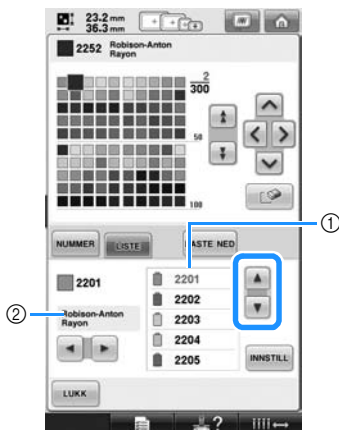 23.2 mm
36.3 mm
2252 Robison-Anton
Rayon
2
300
50
100
NUMMER LISTE TASTE NED
①
2201
2201
2202
② Robison-Anton
Rayon
2203
2204
2205
INNSTILL
LUKK
?